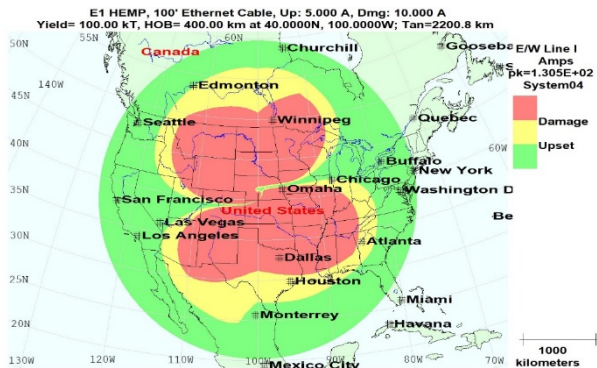 E1 HEMP, 100' Ethernet Cable, Up: 5.000 A, Dmg: 10.000 A
Yield= 100.00 kT, HOB= 400.00 km at 40.0000N, 100.0000W; Tan=2200.8 km
50N
55N
60N
Canada
Churchill
Gooseba
E/W Line I
Amps
pk=1.305E+02
System04
Damage
Upset
140W
Edmonton
45N
Seattle
Winnipeg
Quebec
60W
40N
Buffalo
New York
Chicago
35N
Omaha
Washington D
San Francisco
United States
Be
Las Vegas
30N
Los Angeles
Atlanta
Dallas
25N
Houston
Miami
Monterrey
20N
Havana
1000
kilometers
130W
120W
110W
100W
Mexico City
90W
80W
70W